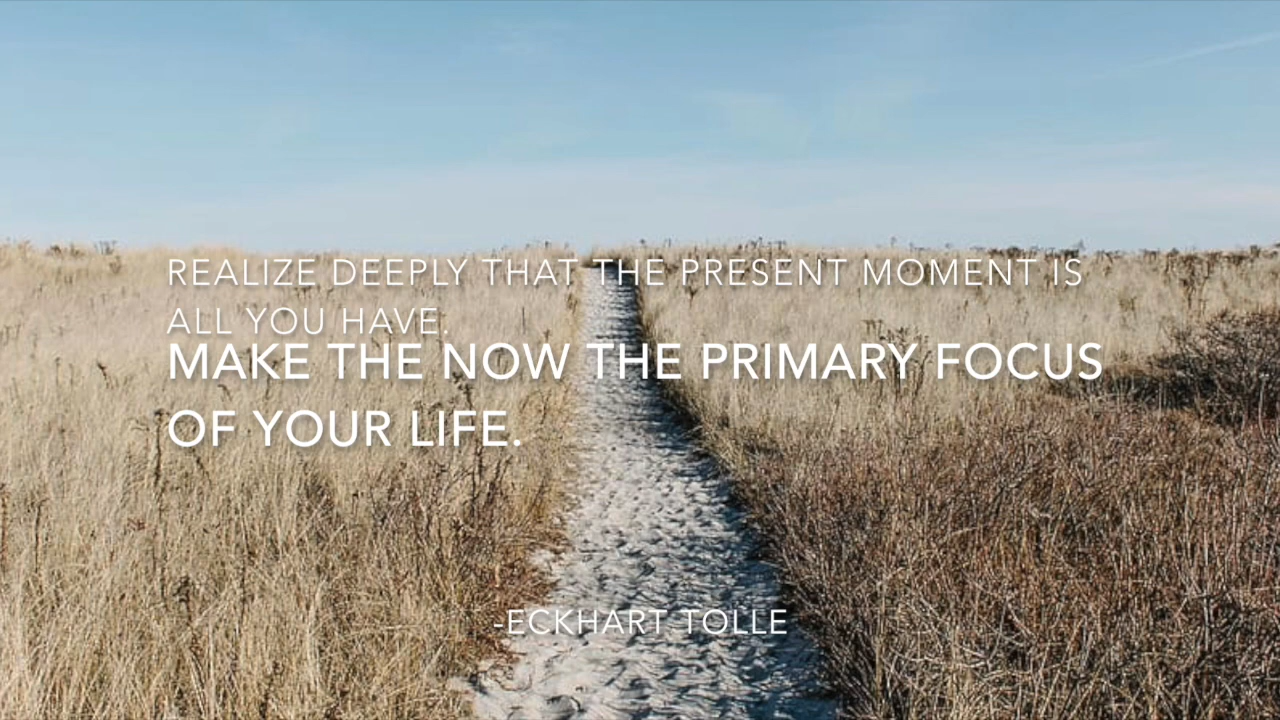 REALIZE DEEPLY THAT THE PRESENT MOMENT IS
ALL YOU HAVE.
MAKE THE NOW THE PRIMARY FOCUS
OF YOUR LIFE.
-ECKHART TOLLE